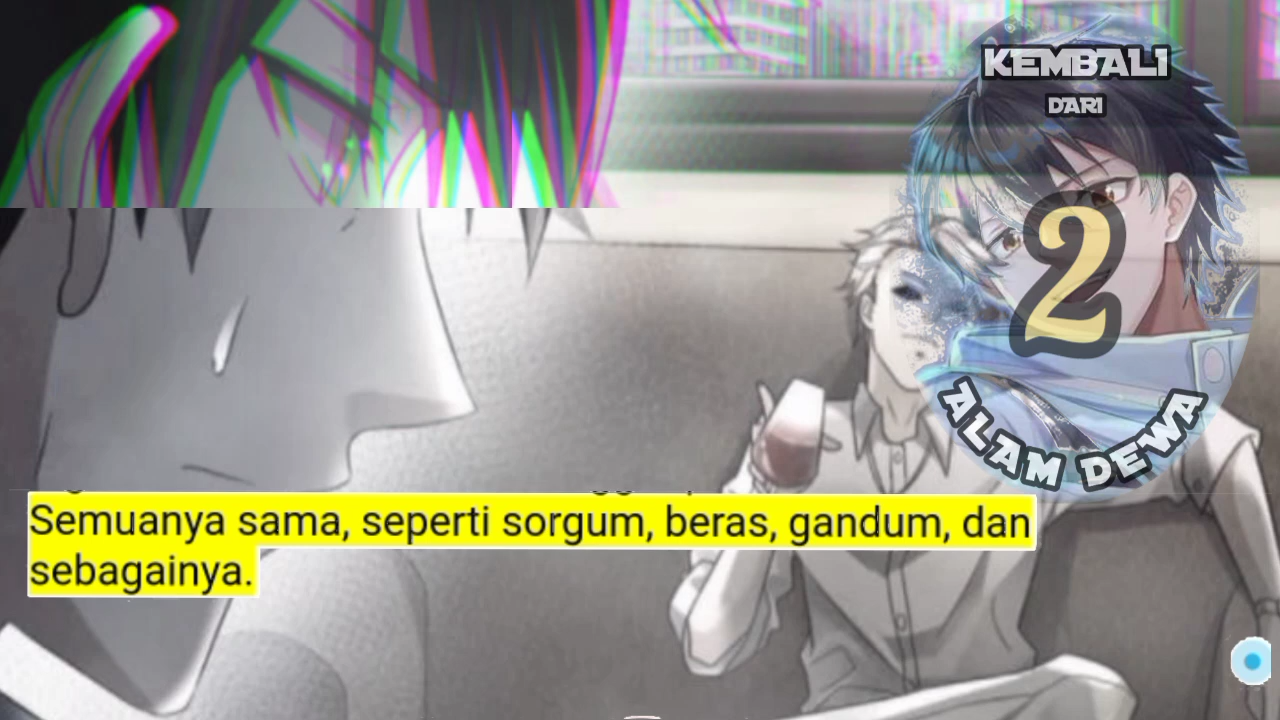 KEMBALI
DARI
2
ALAM DEWA
Semuanya sama, seperti sorgum, beras, gandum, dan
sebagainya.